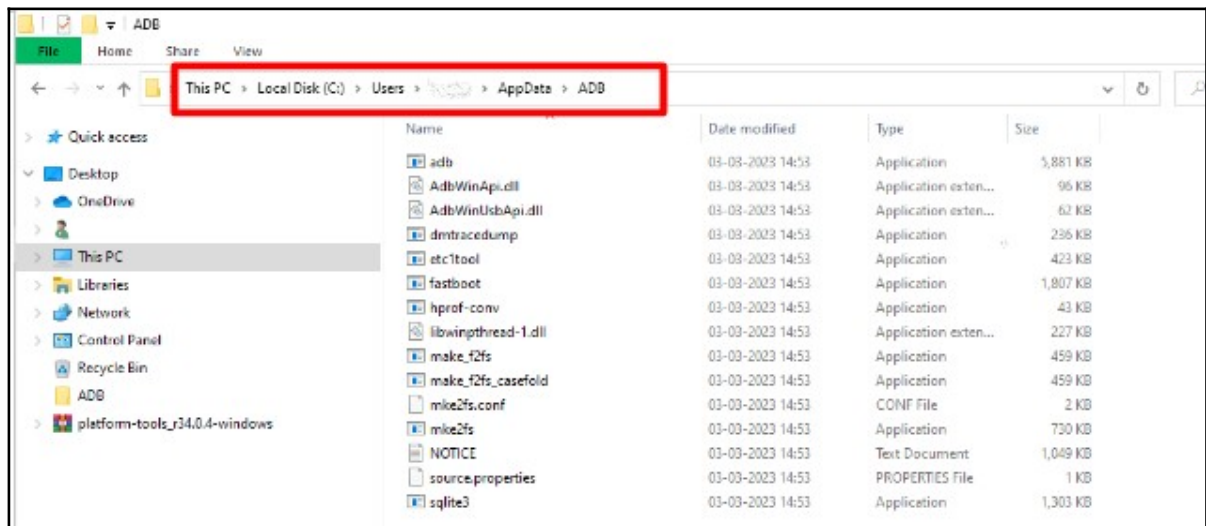 ADB
File Home Share View
This PC > Local Disk (C:) > Users > > AppData > ADB
Name Date modified Type Size
Quick access
Desktop
OneDrive
This PC
Libraries
Network
Control Panel
Recycle Bin
ADB
platform-tools_r34.0.4-windows
adb 03-03-2023 14:53 Application 5,881 KB
AdbWinApi.dll 03-03-2023 14:53 Application exten... 96 KB
AdbWinUsbApi.dll 03-03-2023 14:53 Application exten... 62 KB
dmtracedump 03-03-2023 14:53 Application 236 KB
etc1tool 03-03-2023 14:53 Application 423 KB
fastboot 03-03-2023 14:53 Application 1,807 KB
hprof-conv 03-03-2023 14:53 Application 43 KB
libwinpthread-1.dll 03-03-2023 14:53 Application exten... 227 KB
make_f2fs 03-03-2023 14:53 Application 459 KB
make_f2fs_casefold 03-03-2023 14:53 Application 459 KB
mke2fs.conf 03-03-2023 14:53 CONF File 2 KB
mke2fs 03-03-2023 14:53 Application 730 KB
NOTICE 03-03-2023 14:53 Text Document 1,049 KB
source.properties 03-03-2023 14:53 PROPERTIES File 1 KB
sqlite3 03-03-2023 14:53 Application 1,303 KB